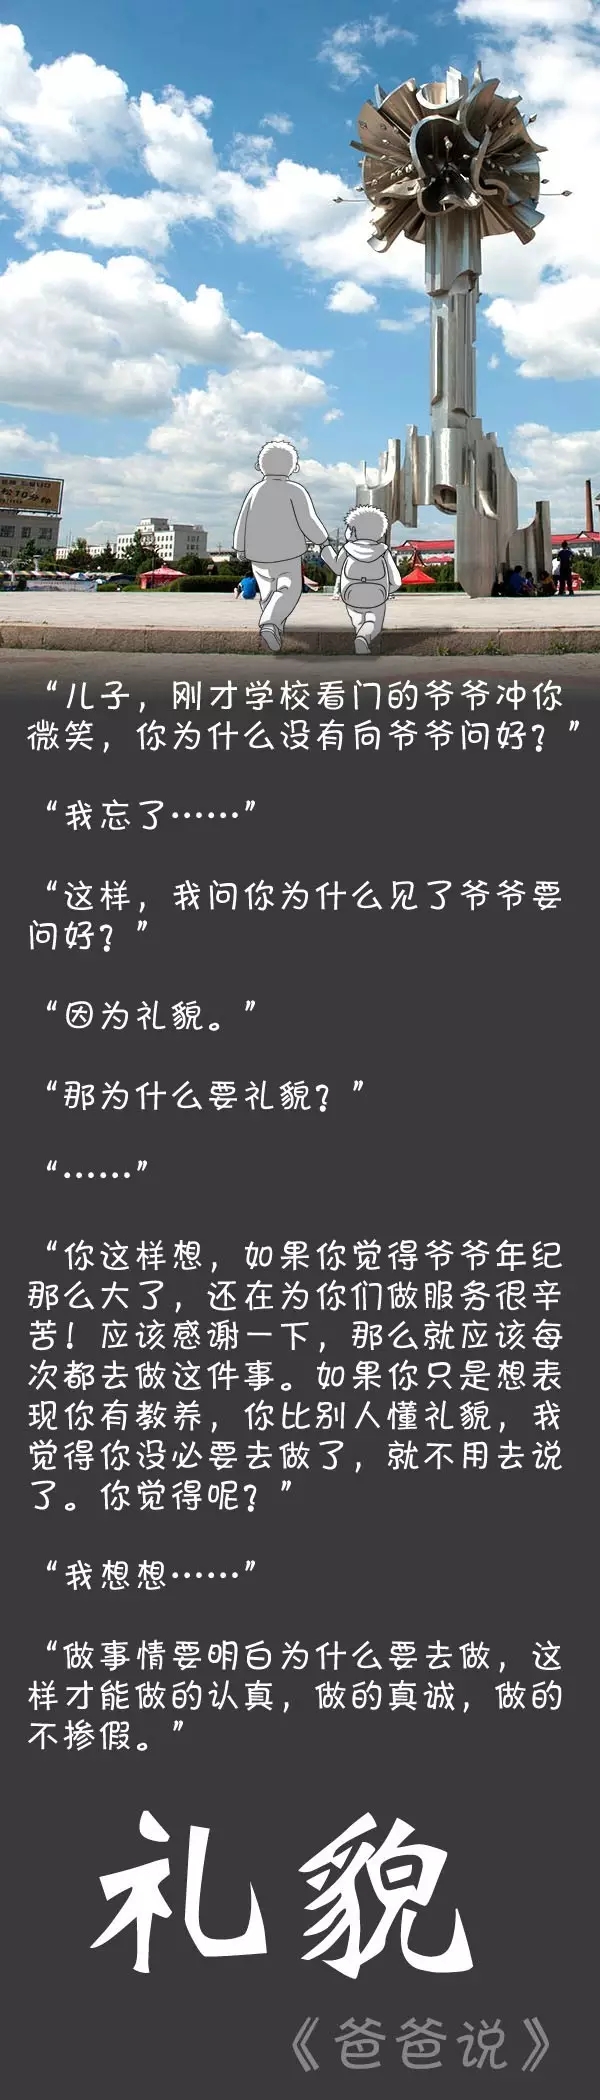 松10分钟
“儿子，刚才学校看门的爷爷冲你
微笑，你为什么没有向爷爷问好？”
“我忘了……”
“这样，我问你为什么见了爷爷要
问好？”
“因为礼貌。”
“那为什么要礼貌？”
“……”
“你这样想，如果你觉得爷爷年纪
那么大了，还在为你们做服务很辛
苦！应该感谢一下，那么就应该每
次都去做这件事。如果你只是想表
现你有教养，你比别人懂礼貌，我
觉得你没必要去做了，就不用去说
了。你觉得呢？”
“我想想……”
“做事情要明白为什么要去做，这
样才能做的认真，做的真诚，做的
不掺假。”
礼貌
《爸爸说》